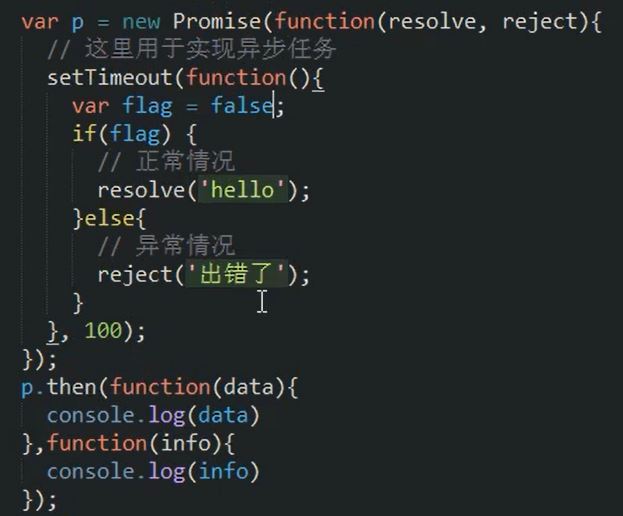 var p = new Promise(function(resolve, reject){
  // 这里用于实现异步任务
  setTimeout(function(){
    var flag = false;
    if(flag) {
      // 正常情况
      resolve('hello');
    }else{
      // 异常情况
      reject('出错了');
    }
  }, 100);
});
p.then(function(data){
  console.log(data)
},function(info){
  console.log(info)
});